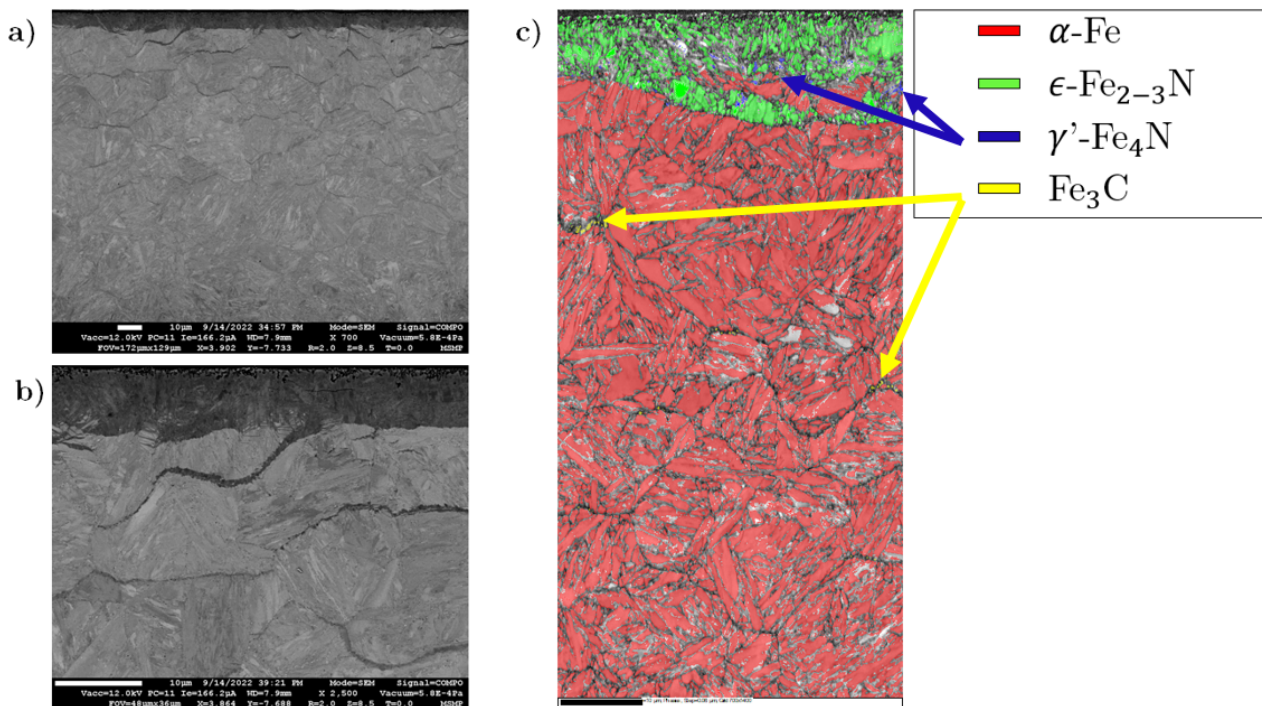 a)
10µm 9/14/2022 34:57 PM Mode=SEM Signal=COMPO
Vacc=12.0kV PC=11 Ie=166.2µA WD=7.9mm X 700 Vacuum=5.8E-4Pa
FOV=172µmx129µm X=3.902 Y=-7.733 R=2.0 Z=8.5 T=0.0 MSMP
b)
10µm 9/14/2022 39:21 PM Mode=SEM Signal=COMPO
Vacc=12.0kV PC=11 Ie=166.2µA WD=7.9mm X 2,500 Vacuum=5.8E-4Pa
FOV=48µmx36µm X=3.864 Y=-7.688 R=2.0 Z=8.5 T=0.0 MSMP
c)
α-Fe
ϵ-Fe₂₋₃N
γ'-Fe₄N
Fe₃C